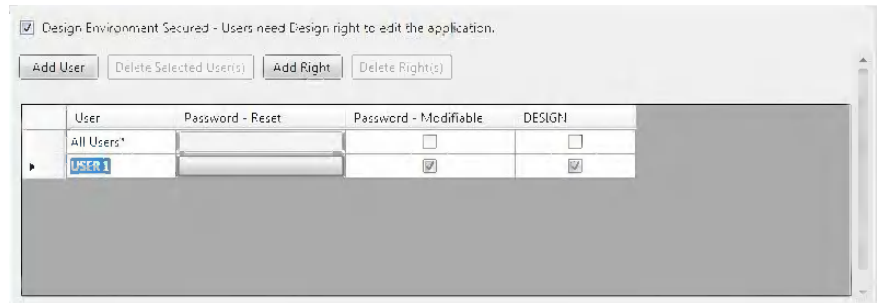 Design Environment Secured - Users need Design right to edit the application.
Add User Delete Selected User(s) Add Right Delete Right(s)
User Password - Reset Password - Modifiable DESIGN
All Users*
USER 1